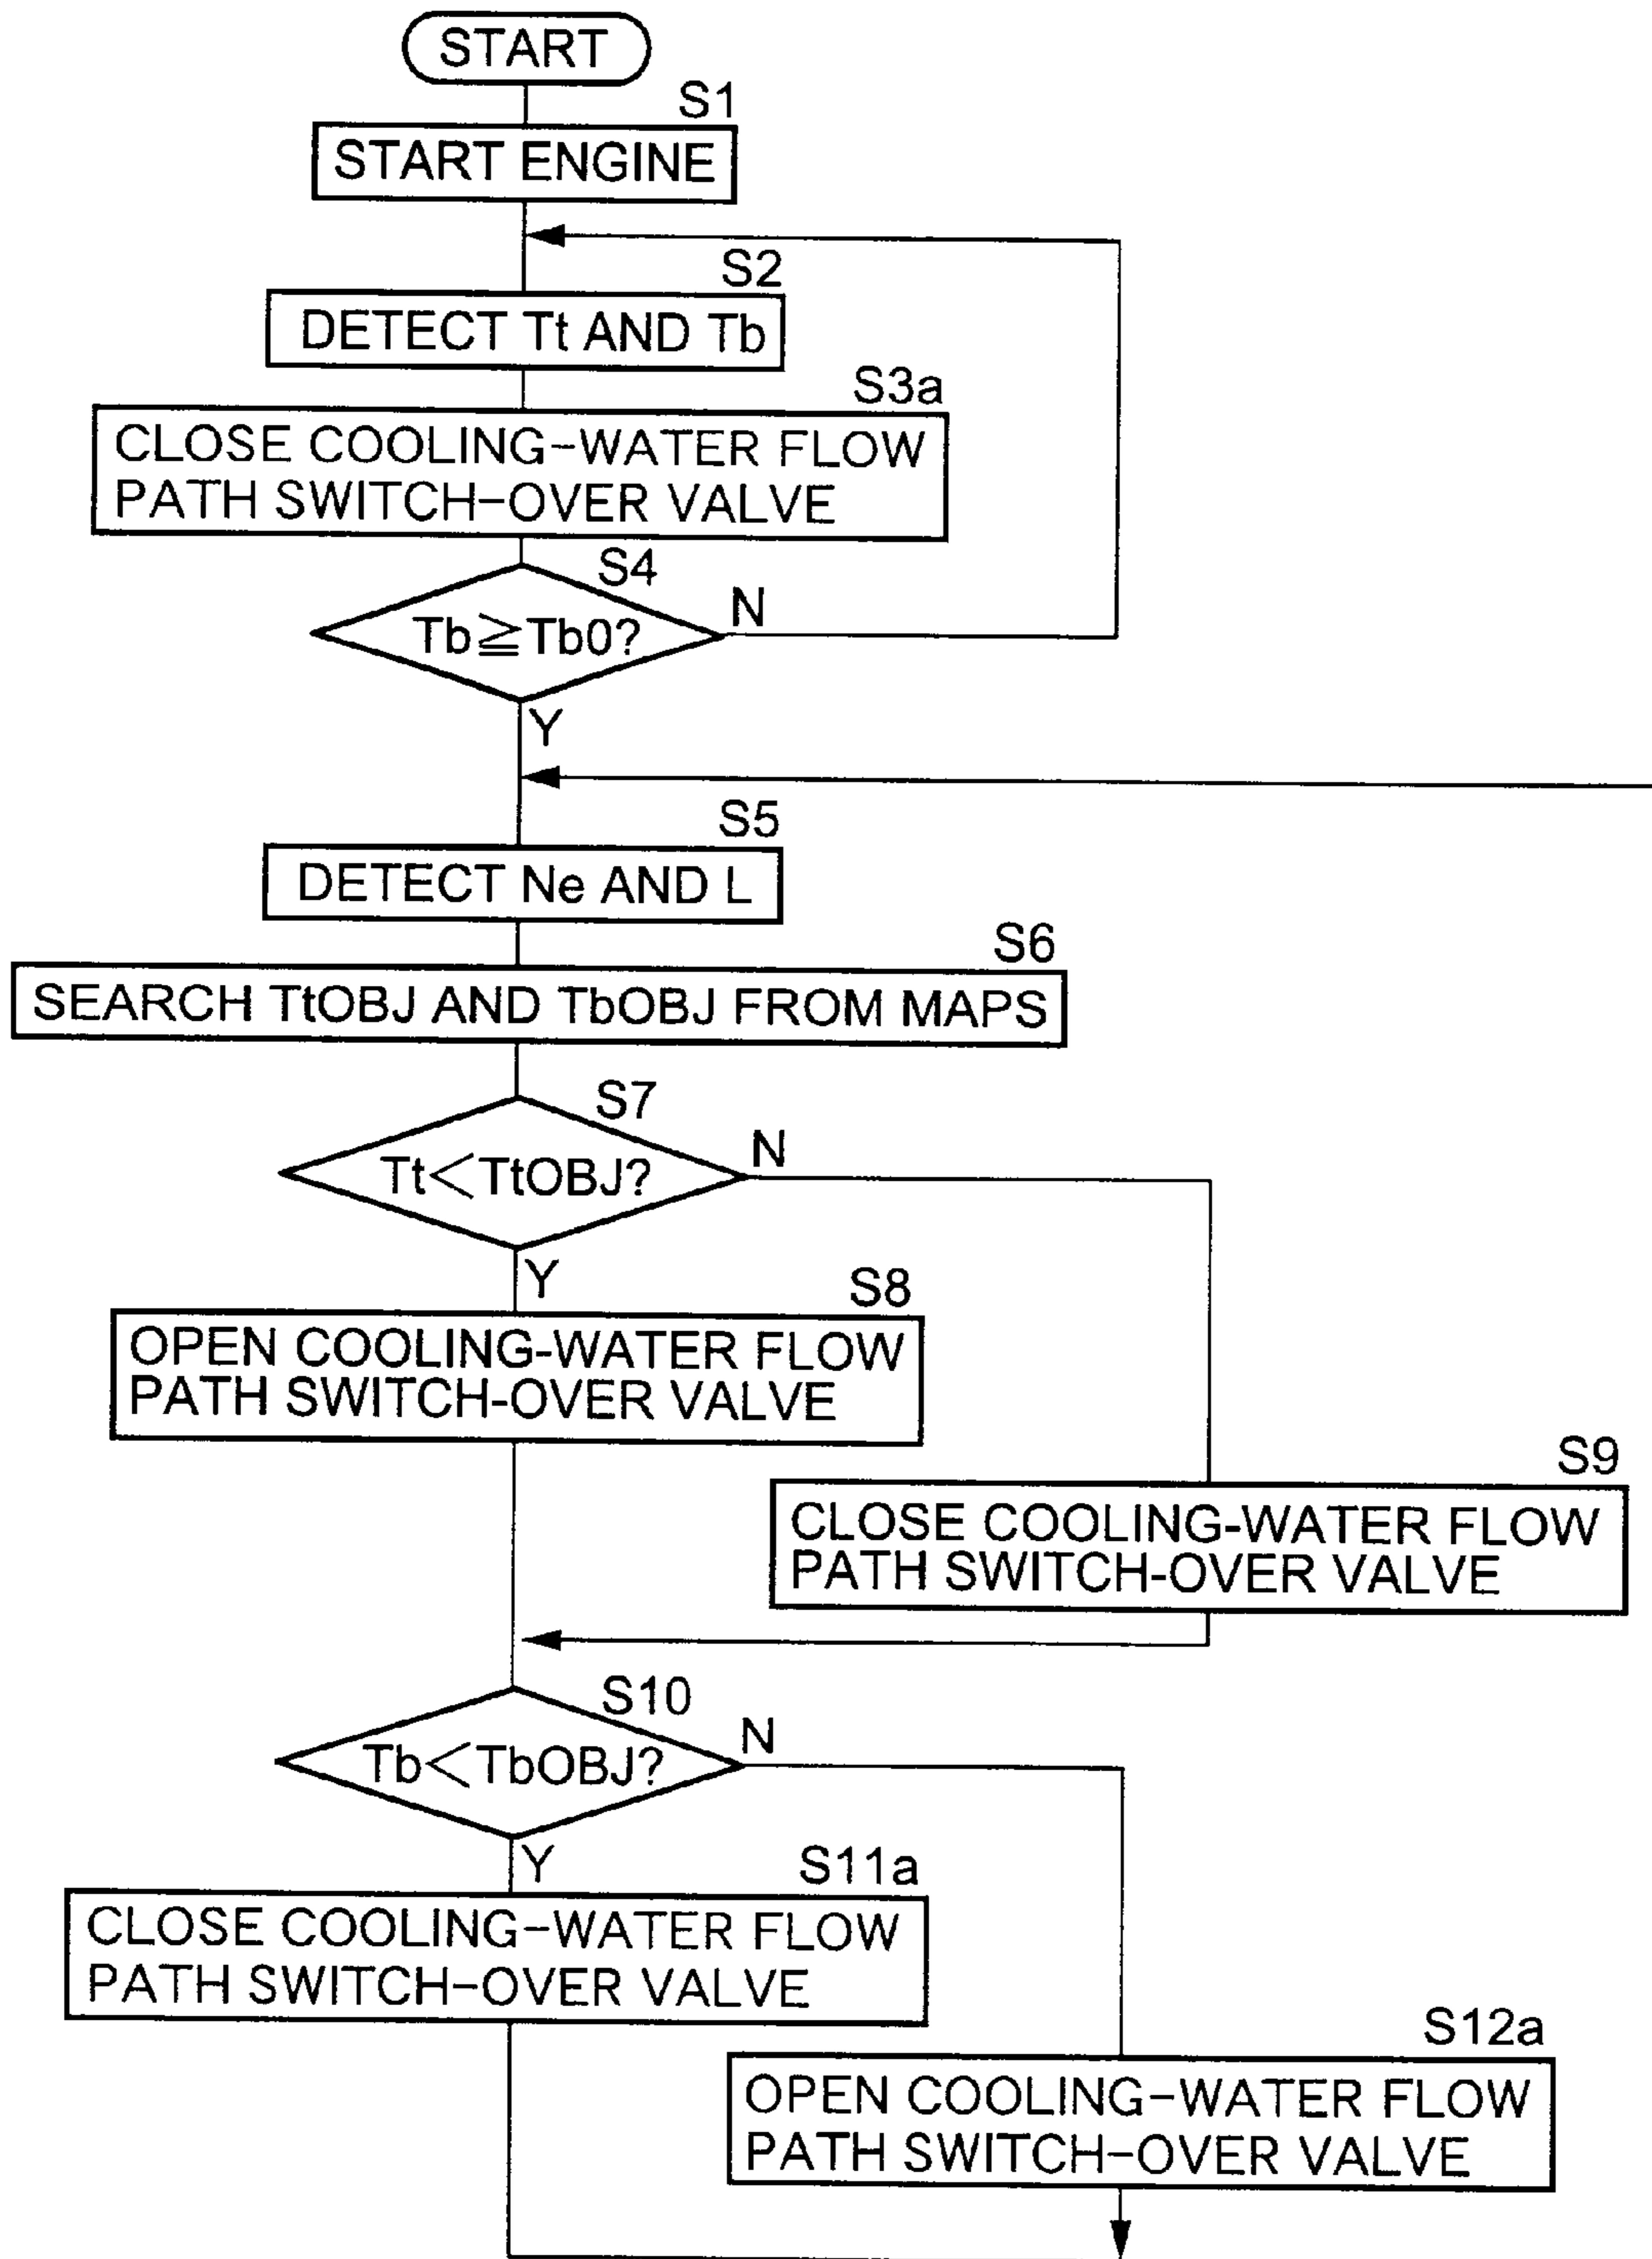 START
S1
START ENGINE
S2
DETECT Tt AND Tb
S3a
CLOSE COOLING-WATER FLOW
PATH SWITCH-OVER VALVE
S4
Tb≧Tb0?
N
Y
S5
DETECT Ne AND L
S6
SEARCH TtOBJ AND TbOBJ FROM MAPS
S7
Tt<TtOBJ?
N
Y
S8
OPEN COOLING-WATER FLOW
PATH SWITCH-OVER VALVE
S9
CLOSE COOLING-WATER FLOW
PATH SWITCH-OVER VALVE
S10
Tb<TbOBJ?
N
Y
S11a
CLOSE COOLING-WATER FLOW
PATH SWITCH-OVER VALVE
S12a
OPEN COOLING-WATER FLOW
PATH SWITCH-OVER VALVE